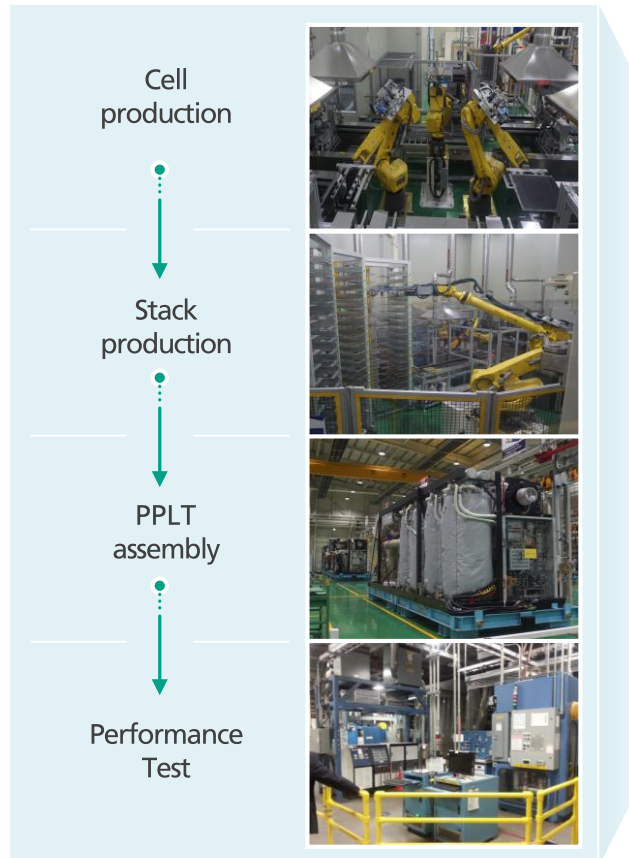 Cell
production
Stack
production
PPLT
assembly
Performance
Test